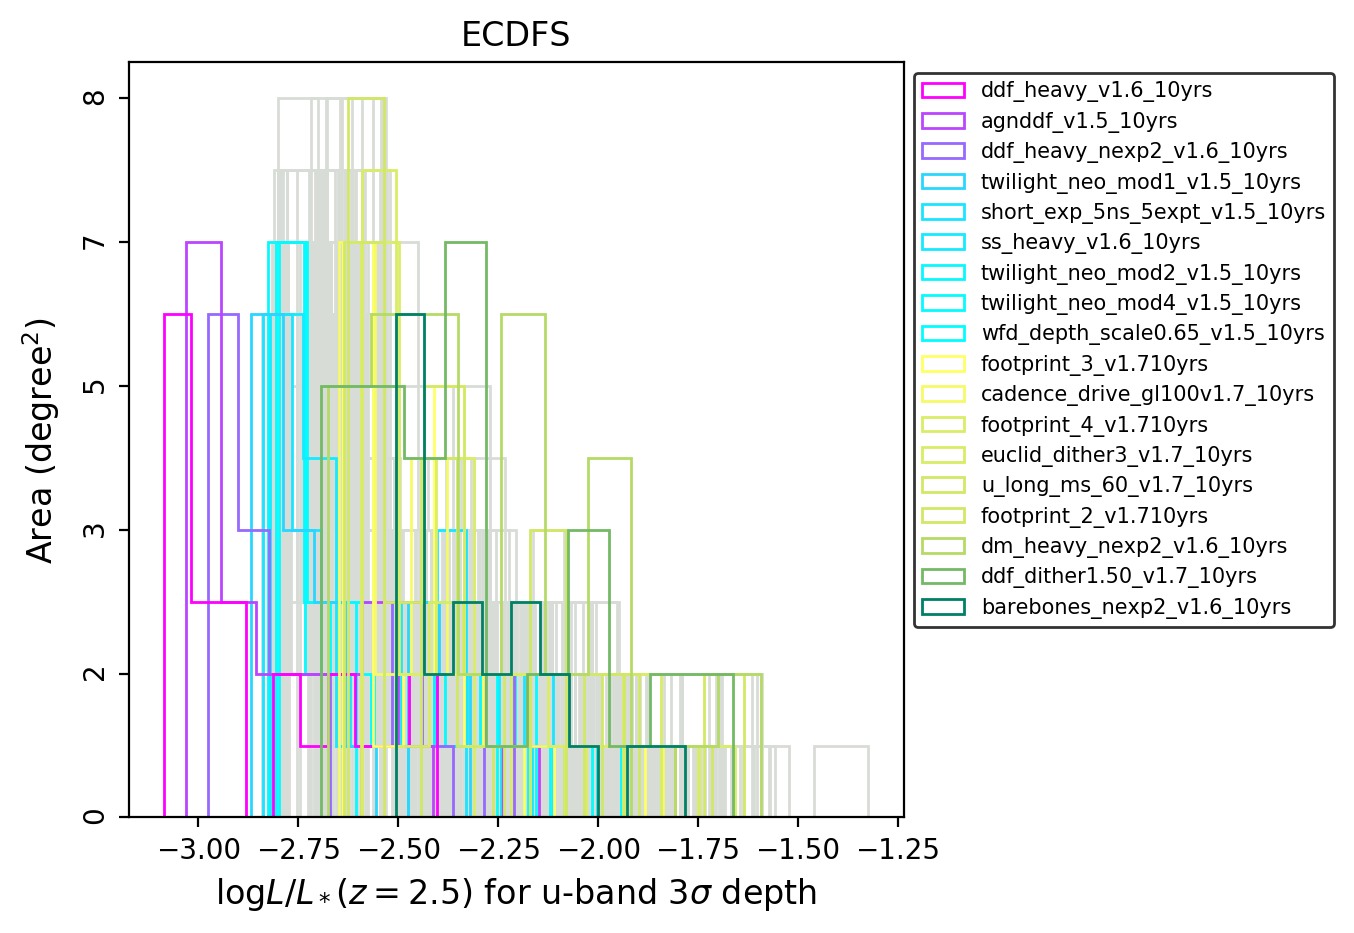 ECDFS
8
7
5
3
2
0
Area (degree²)
−3.00 −2.75 −2.50 −2.25 −2.00 −1.75 −1.50 −1.25
logL/L*(z = 2.5) for u-band 3σ depth
ddf_heavy_v1.6_10yrs
agnddf_v1.5_10yrs
ddf_heavy_nexp2_v1.6_10yrs
twilight_neo_mod1_v1.5_10yrs
short_exp_5ns_5expt_v1.5_10yrs
ss_heavy_v1.6_10yrs
twilight_neo_mod2_v1.5_10yrs
twilight_neo_mod4_v1.5_10yrs
wfd_depth_scale0.65_v1.5_10yrs
footprint_3_v1.710yrs
cadence_drive_gl100v1.7_10yrs
footprint_4_v1.710yrs
euclid_dither3_v1.7_10yrs
u_long_ms_60_v1.7_10yrs
footprint_2_v1.710yrs
dm_heavy_nexp2_v1.6_10yrs
ddf_dither1.50_v1.7_10yrs
barebones_nexp2_v1.6_10yrs